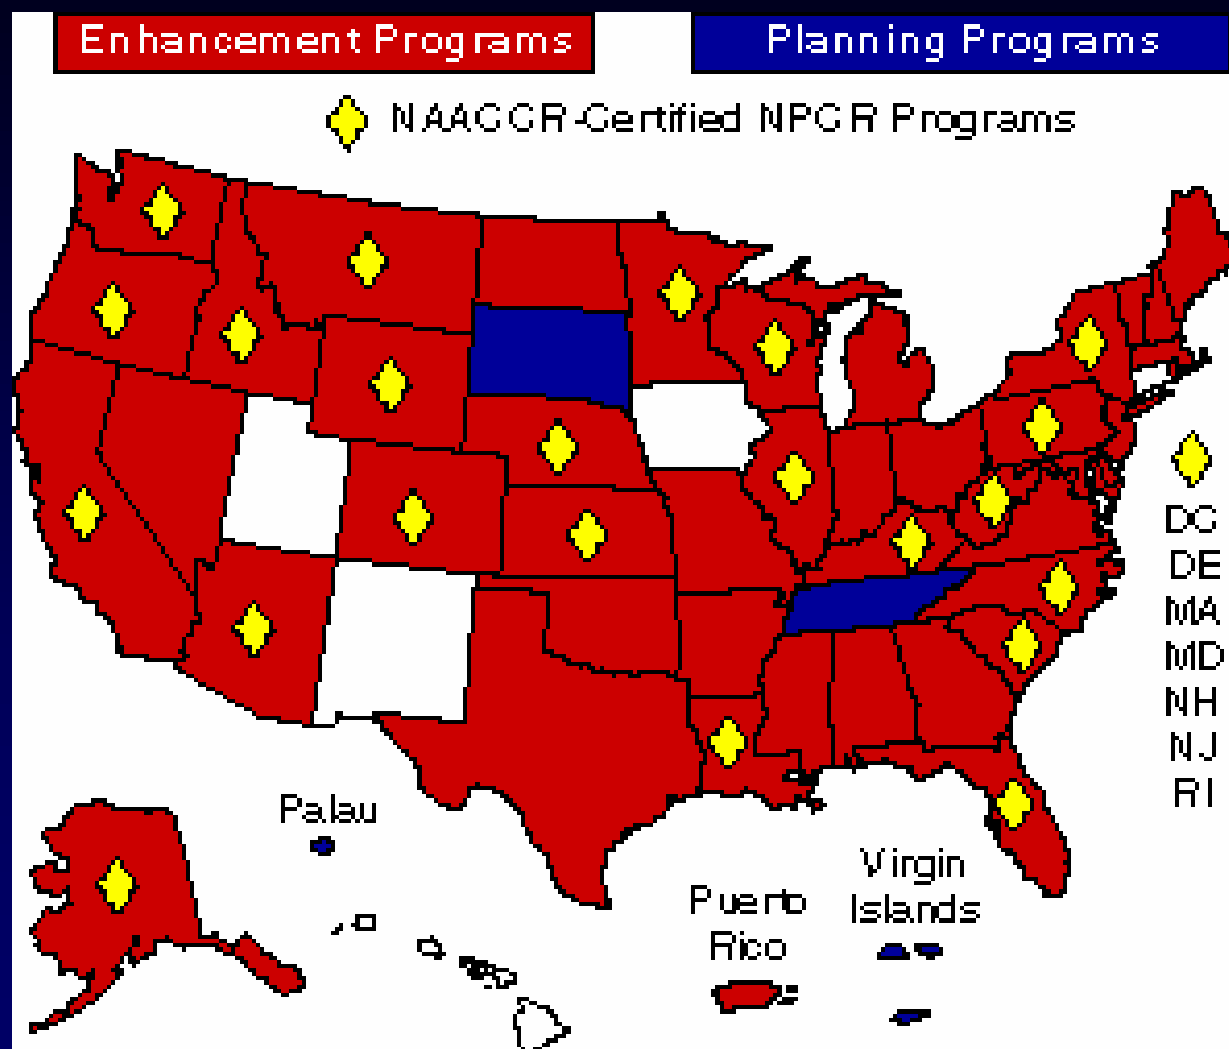 Enhancement Programs
Planning Programs
NAACCR-Certified NPCR Programs
DC
DE
MA
MD
NH
NJ
RI
Palau
Virgin
Islands
Puerto
Rico